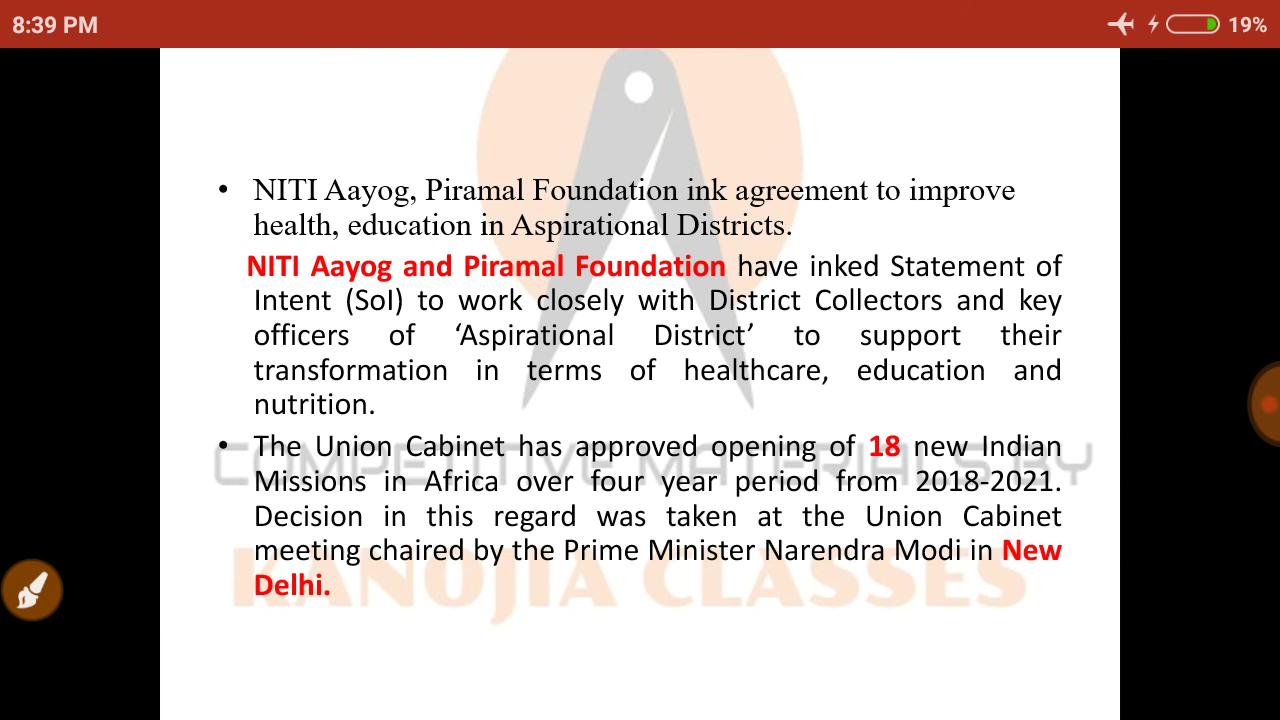 8:39 PM
19%
• NITI Aayog, Piramal Foundation ink agreement to improve
health, education in Aspirational Districts.
NITI Aayog and Piramal Foundation have inked Statement of
Intent (SoI) to work closely with District Collectors and key
officers of ‘Aspirational District’ to support their
transformation in terms of healthcare, education and
nutrition.
• The Union Cabinet has approved opening of 18 new Indian
Missions in Africa over four year period from 2018-2021.
Decision in this regard was taken at the Union Cabinet
meeting chaired by the Prime Minister Narendra Modi in New
Delhi.
COMPETITIVE MATERIALS BY
KANOJIA CLASSES